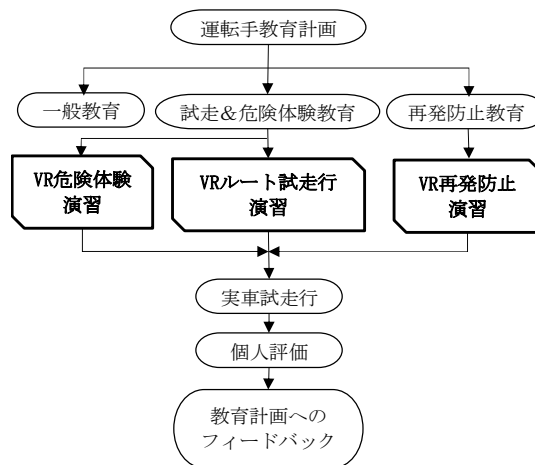 運転手教育計画
一般教育
試走＆危険体験教育
再発防止教育
VR危険体験
演習
VRルート試走行
演習
VR再発防止
演習
実車試走行
個人評価
教育計画への
フィードバック